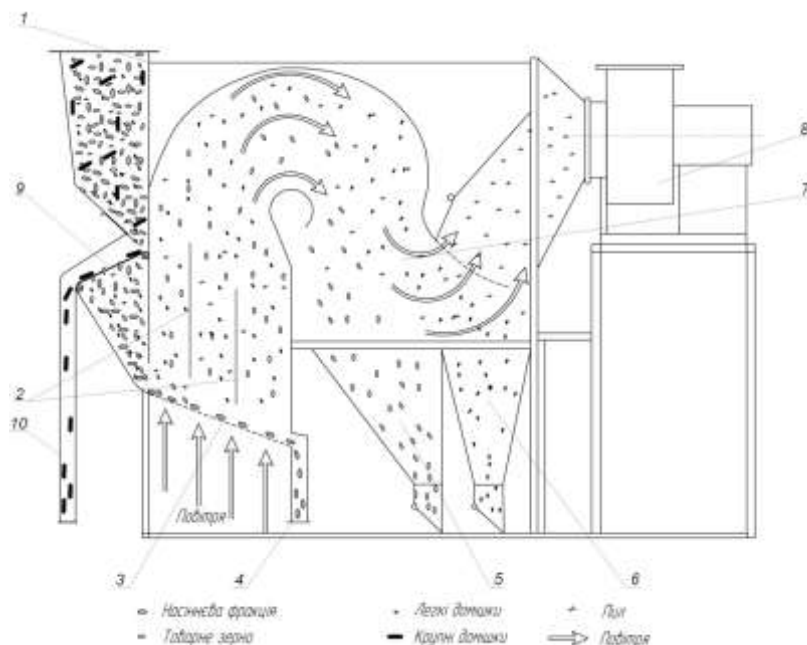 1
8
9
7
2
10
Повітря
3
4
5
6
Насіннєва фракція
Легкі домішки
Пил
Товарне зерно
Крупні домішки
Повітря